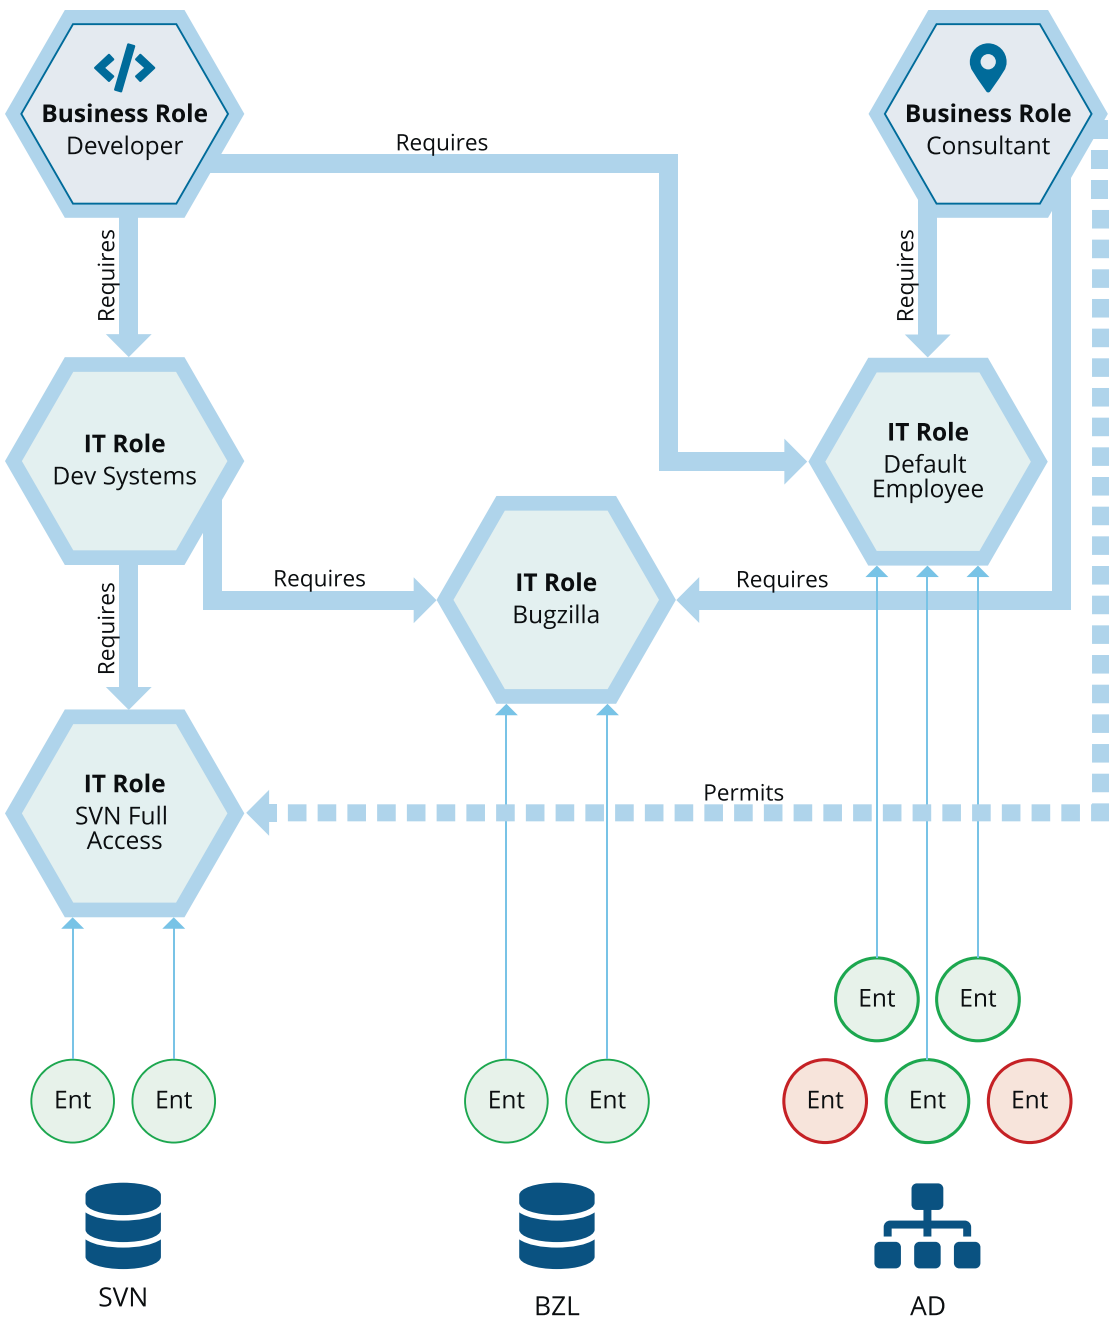 Business Role
Developer
Business Role
Consultant
Requires
Requires
Requires
IT Role
Dev Systems
IT Role
Default
Employee
Requires
Requires
Requires
IT Role
Bugzilla
IT Role
SVN Full
Access
Permits
Ent
Ent
Ent
Ent
Ent
Ent
Ent
Ent
Ent
SVN
BZL
AD